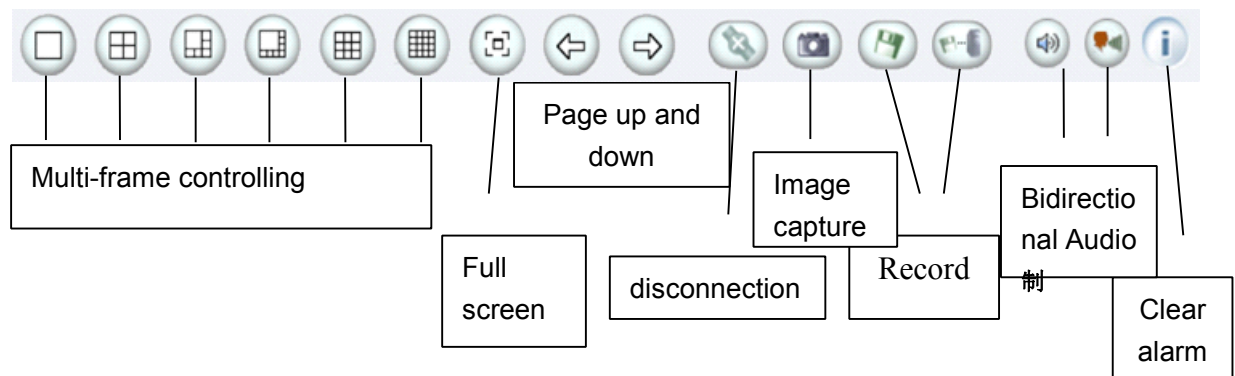 Page up and
down
Multi-frame controlling
Image
capture
Bidirectio
nal Audio
制
Full
screen
disconnection
Record
Clear
alarm